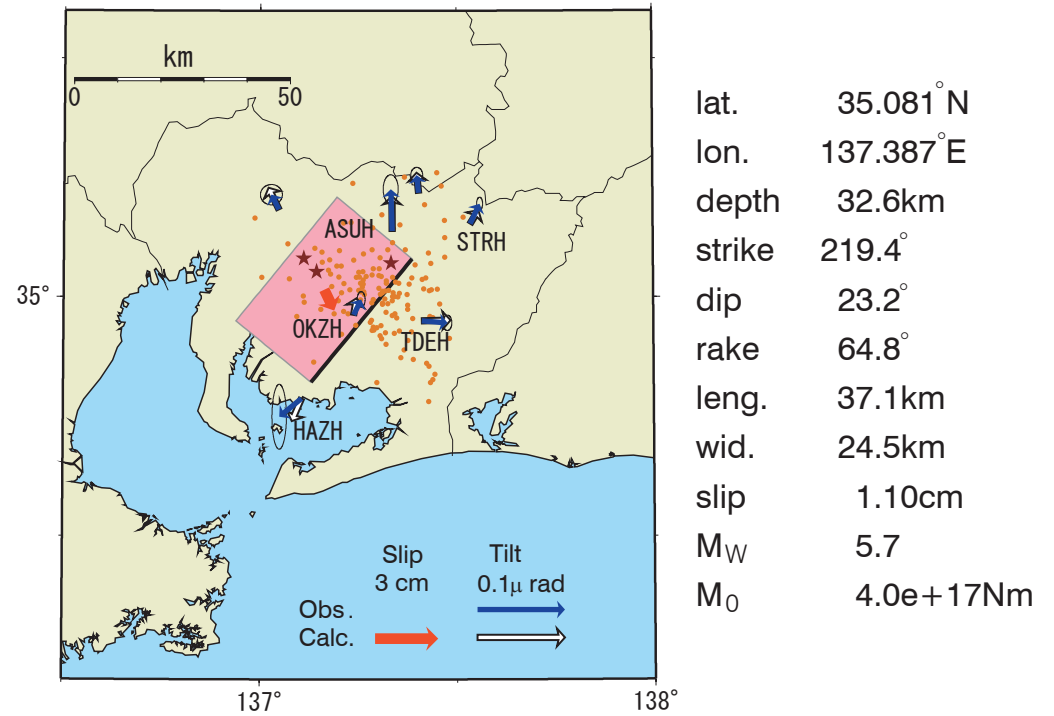 km
0 50
ASUH
STRH
35°
OKZH
TDEH
HAZH
Slip Tilt
3 cm 0.1μ rad
Obs.
Calc.
137° 138°
lat. 35.081°N
lon. 137.387°E
depth 32.6km
strike 219.4°
dip 23.2°
rake 64.8°
leng. 37.1km
wid. 24.5km
slip 1.10cm
MW 5.7
M0 4.0e+17Nm